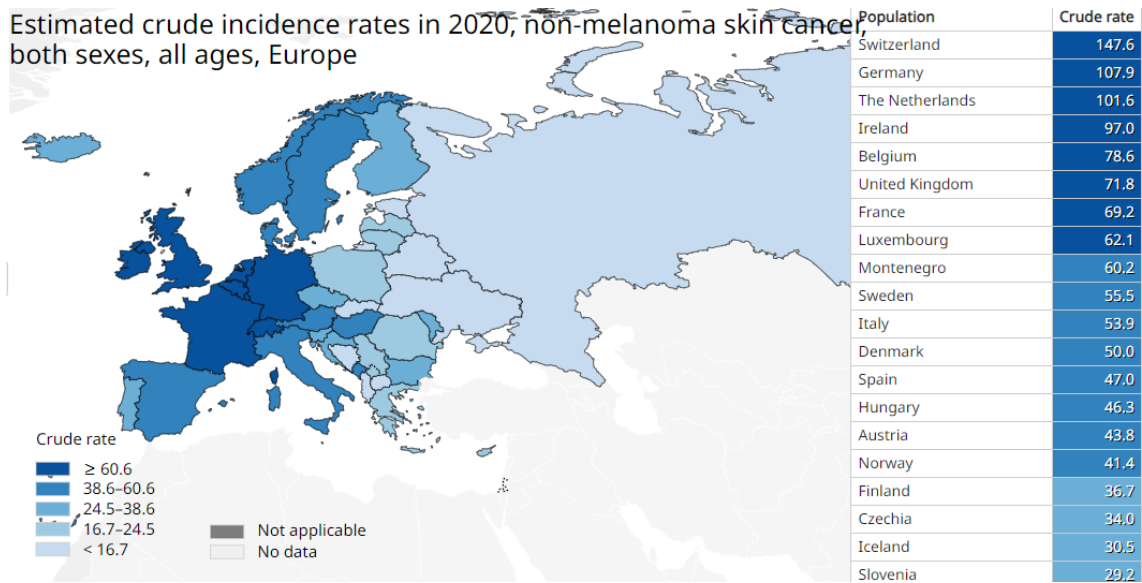 Estimated crude incidence rates in 2020, non-melanoma skin cancer,
both sexes, all ages, Europe
Crude rate
≥ 60.6
38.6–60.6
24.5–38.6
16.7–24.5
< 16.7
Not applicable
No data
Population Crude rate
Switzerland 147.6
Germany 107.9
The Netherlands 101.6
Ireland 97.0
Belgium 78.6
United Kingdom 71.8
France 69.2
Luxembourg 62.1
Montenegro 60.2
Sweden 55.5
Italy 53.9
Denmark 50.0
Spain 47.0
Hungary 46.3
Austria 43.8
Norway 41.4
Finland 36.7
Czechia 34.0
Iceland 30.5
Slovenia 29.2